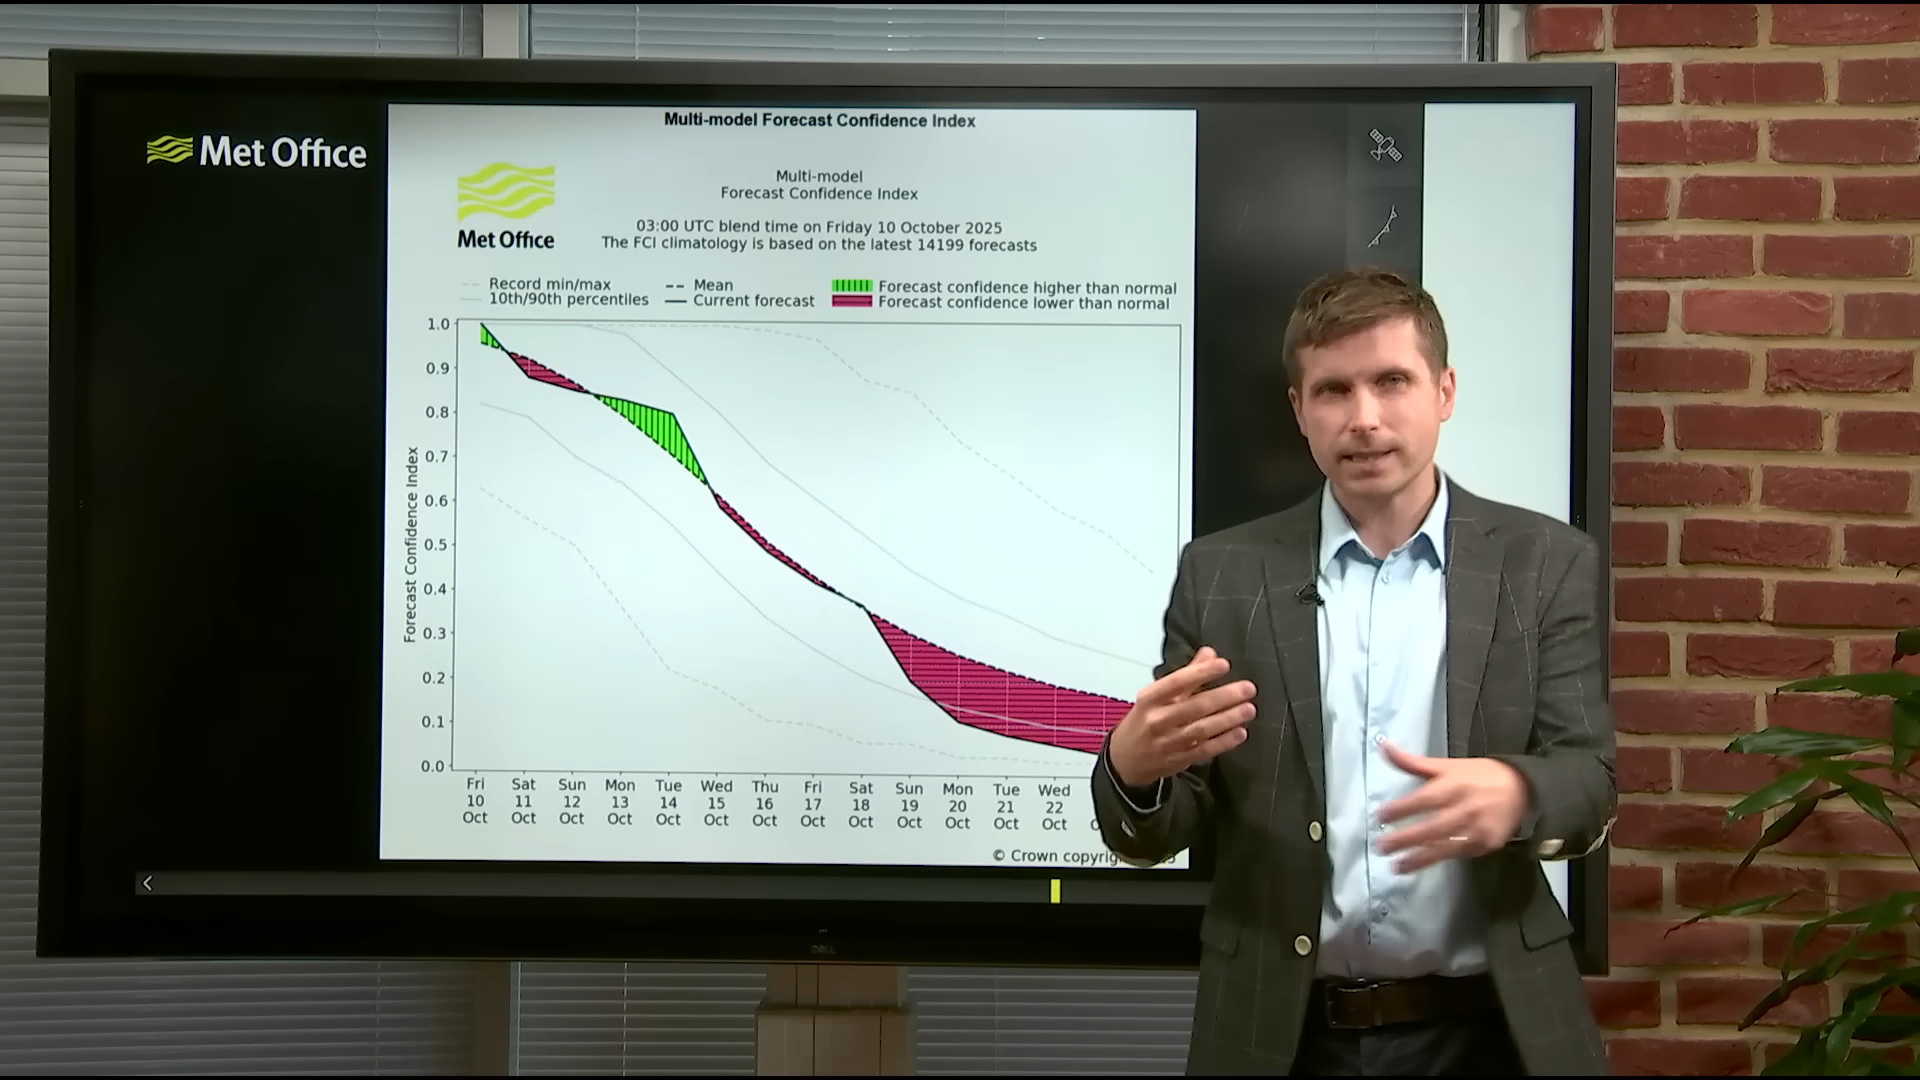 Met Office
Multi-model Forecast Confidence Index
Met Office
Multi-model
Forecast Confidence Index
03:00 UTC blend time on Friday 10 October 2025
The FCI climatology is based on the latest 14199 forecasts
Record min/max
10th/90th percentiles
Mean
Current forecast
Forecast confidence higher than normal
Forecast confidence lower than normal
Forecast Confidence Index
1.0
0.9
0.8
0.7
0.6
0.5
0.4
0.3
0.2
0.1
0.0
Fri 10 Oct
Sat 11 Oct
Sun 12 Oct
Mon 13 Oct
Tue 14 Oct
Wed 15 Oct
Thu 16 Oct
Fri 17 Oct
Sat 18 Oct
Sun 19 Oct
Mon 20 Oct
Tue 21 Oct
Wed 22 Oct
© Crown
DELL